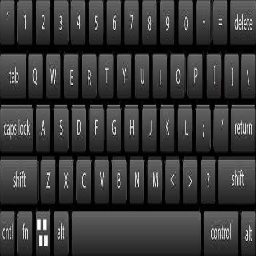 ` 1 2 3 4 5 6 7 8 9 0 - = delete
tab Q W E R T Y U I O P [ ] \
caps lock A S D F G H J K L ; ' return
shift Z X C V B N M < > ? shift
cntl fn alt control alt